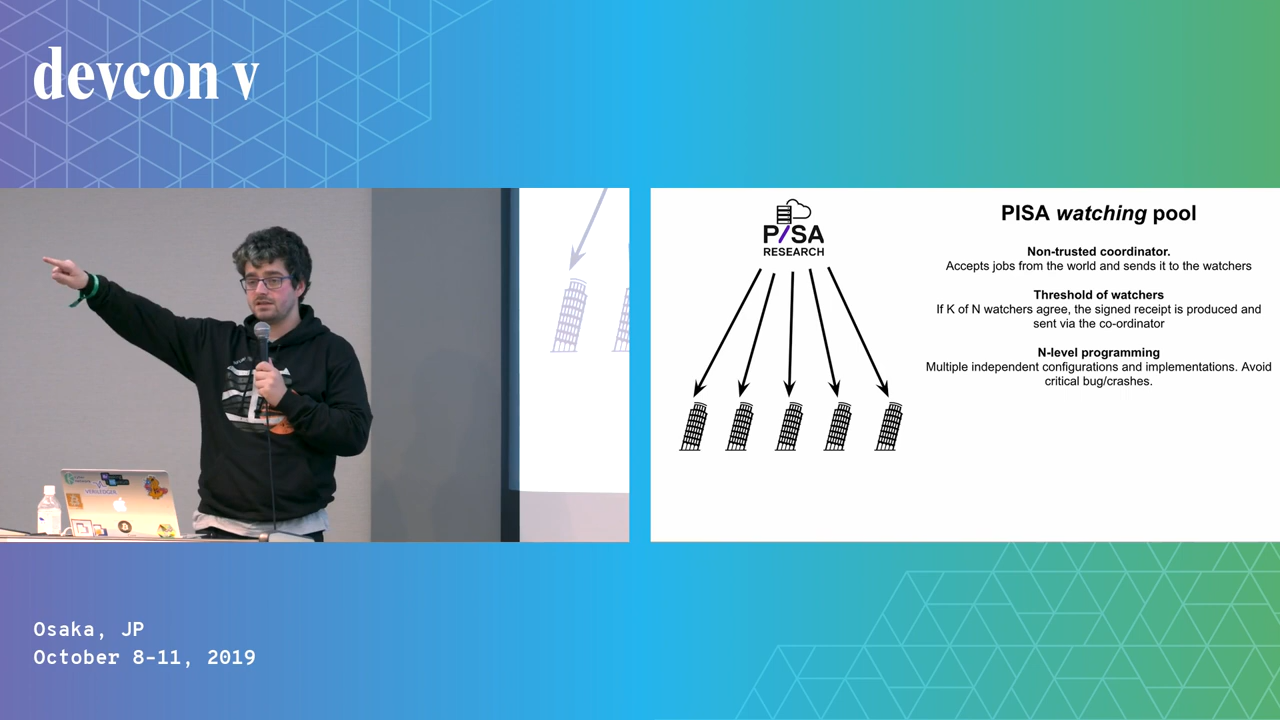 devcon v
PISA
RESEARCH
PISA watching pool
Non-trusted coordinator.
Accepts jobs from the world and sends it to the watchers
Threshold of watchers
If K of N watchers agree, the signed receipt is produced and
sent via the co-ordinator
N-level programming
Multiple independent configurations and implementations. Avoid
critical bug/crashes.
Osaka, JP
October 8-11, 2019